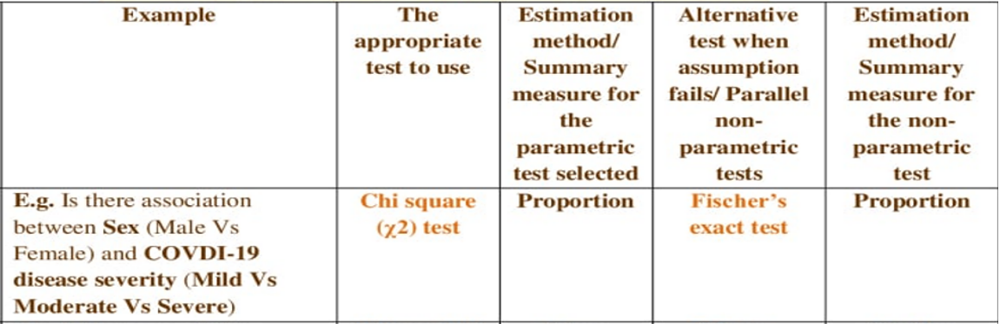 Example
The
appropriate
test to use
Estimation
method/
Summary
measure for
the
parametric
test selected
Alternative
test when
assumption
fails/ Parallel
non-
parametric
tests
Estimation
method/
Summary
measure for
the non-
parametric
test
E.g. Is there association
between Sex (Male Vs
Female) and COVDI-19
disease severity (Mild Vs
Moderate Vs Severe)
Chi square
(χ2) test
Proportion
Fischer’s
exact test
Proportion